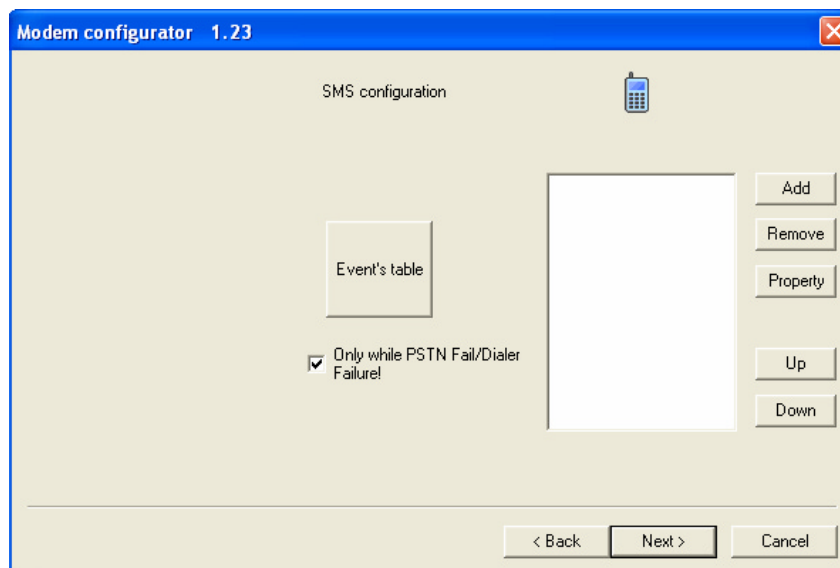 Modem configurator 1.23
SMS configuration
Add
Remove
Event's table
Property
Only while PSTN Fail/Dialer
Failure!
Up
Down
< Back
Next >
Cancel